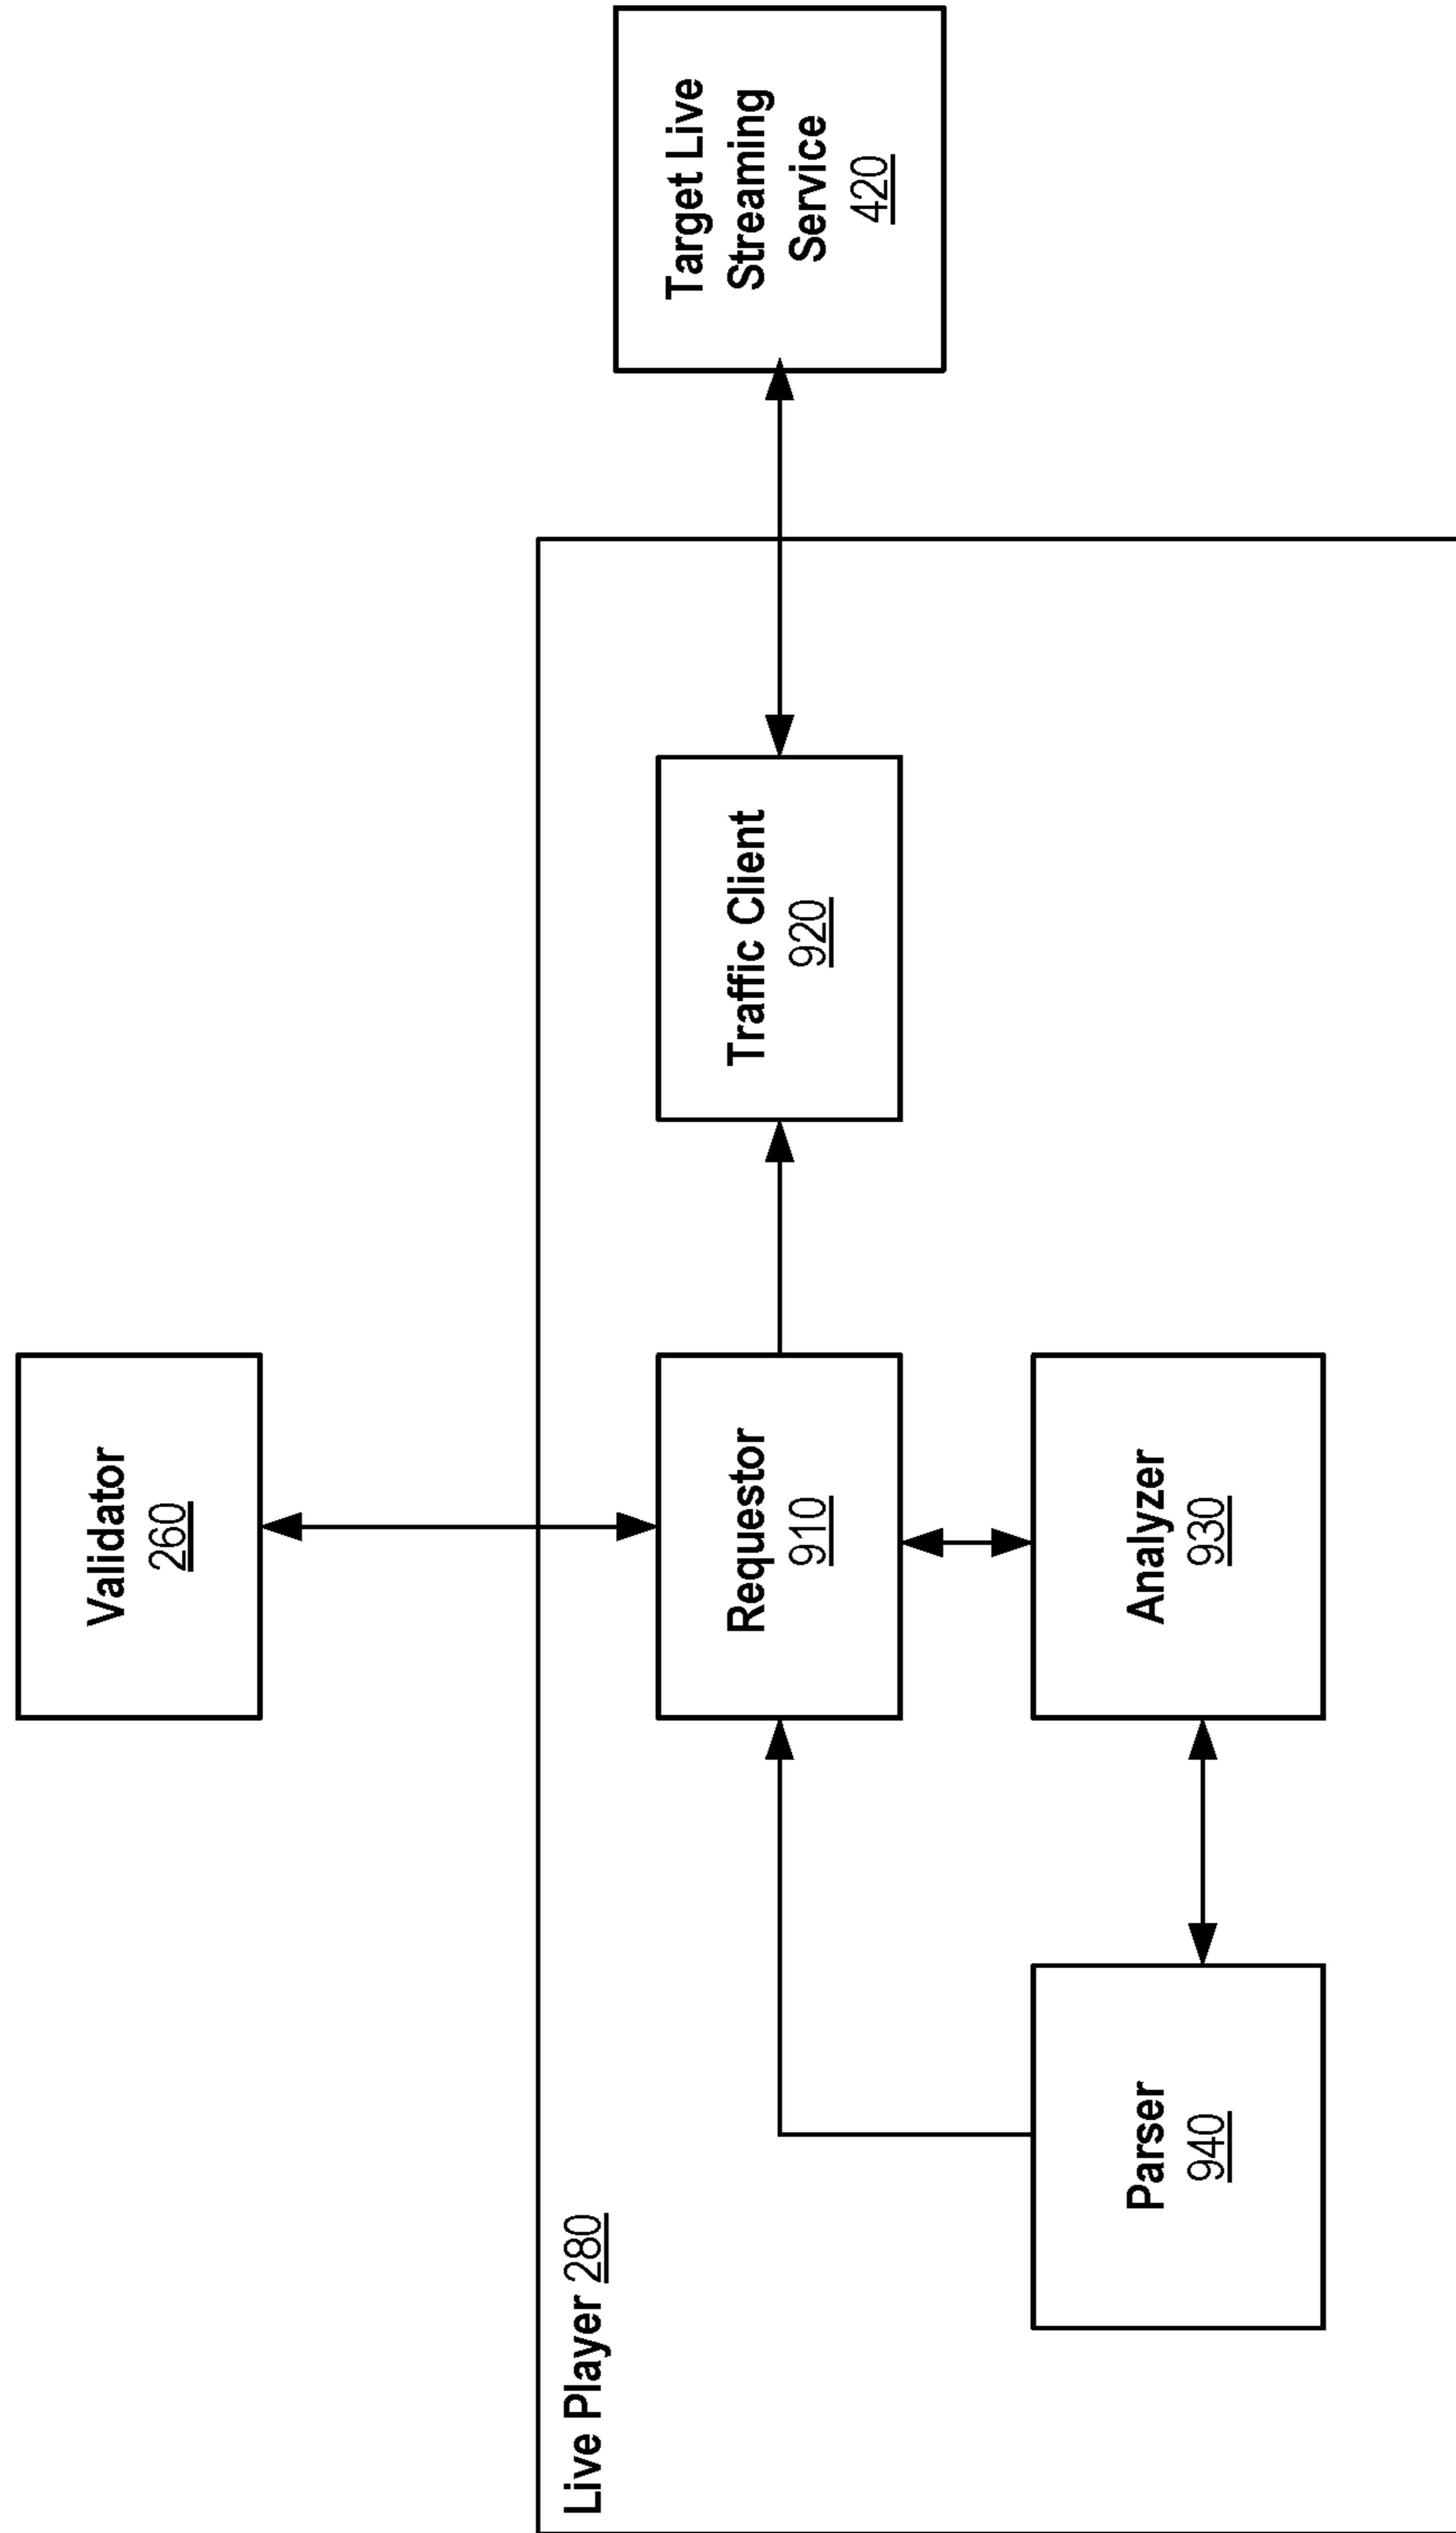 Validator
260
Live Player 280
Requestor
910
Traffic Client
920
Target Live
Streaming
Service
420
Parser
940
Analyzer
930